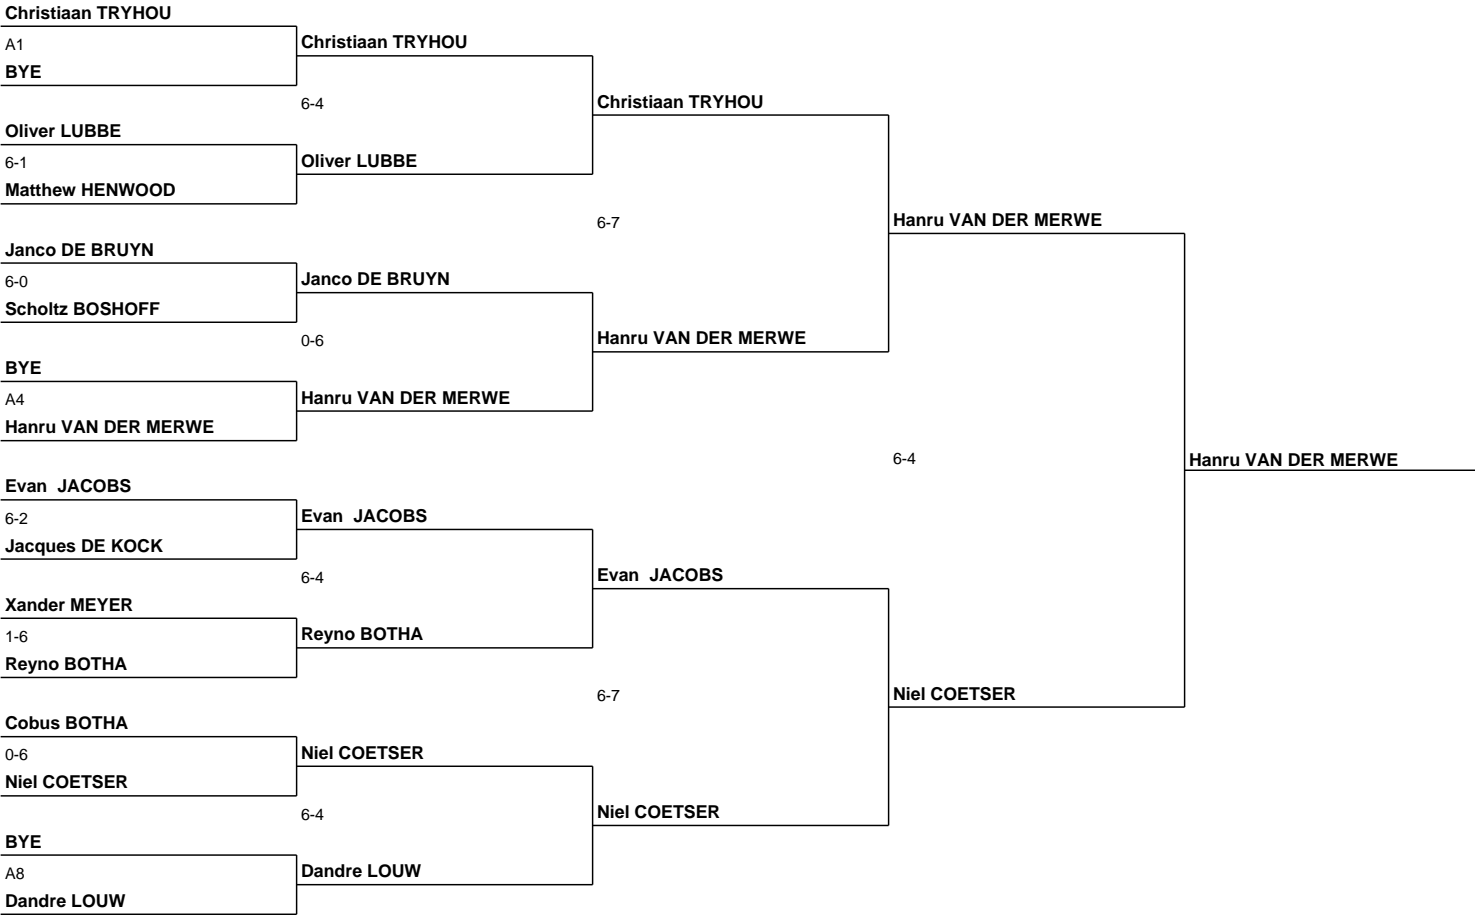 Christiaan TRYHOU
A1
BYE
Oliver LUBBE
6-1
Matthew HENWOOD
Janco DE BRUYN
6-0
Scholtz BOSHOFF
BYE
A4
Hanru VAN DER MERWE
Evan  JACOBS
6-2
Jacques DE KOCK
Xander MEYER
1-6
Reyno BOTHA
Cobus BOTHA
0-6
Niel COETSER
BYE
A8
Dandre LOUW
Christiaan TRYHOU
6-4
Oliver LUBBE
Janco DE BRUYN
0-6
Hanru VAN DER MERWE
Evan  JACOBS
6-4
Reyno BOTHA
Niel COETSER
6-4
Dandre LOUW
Christiaan TRYHOU
6-7
Hanru VAN DER MERWE
Evan  JACOBS
6-7
Niel COETSER
Hanru VAN DER MERWE
6-4
Niel COETSER
Hanru VAN DER MERWE